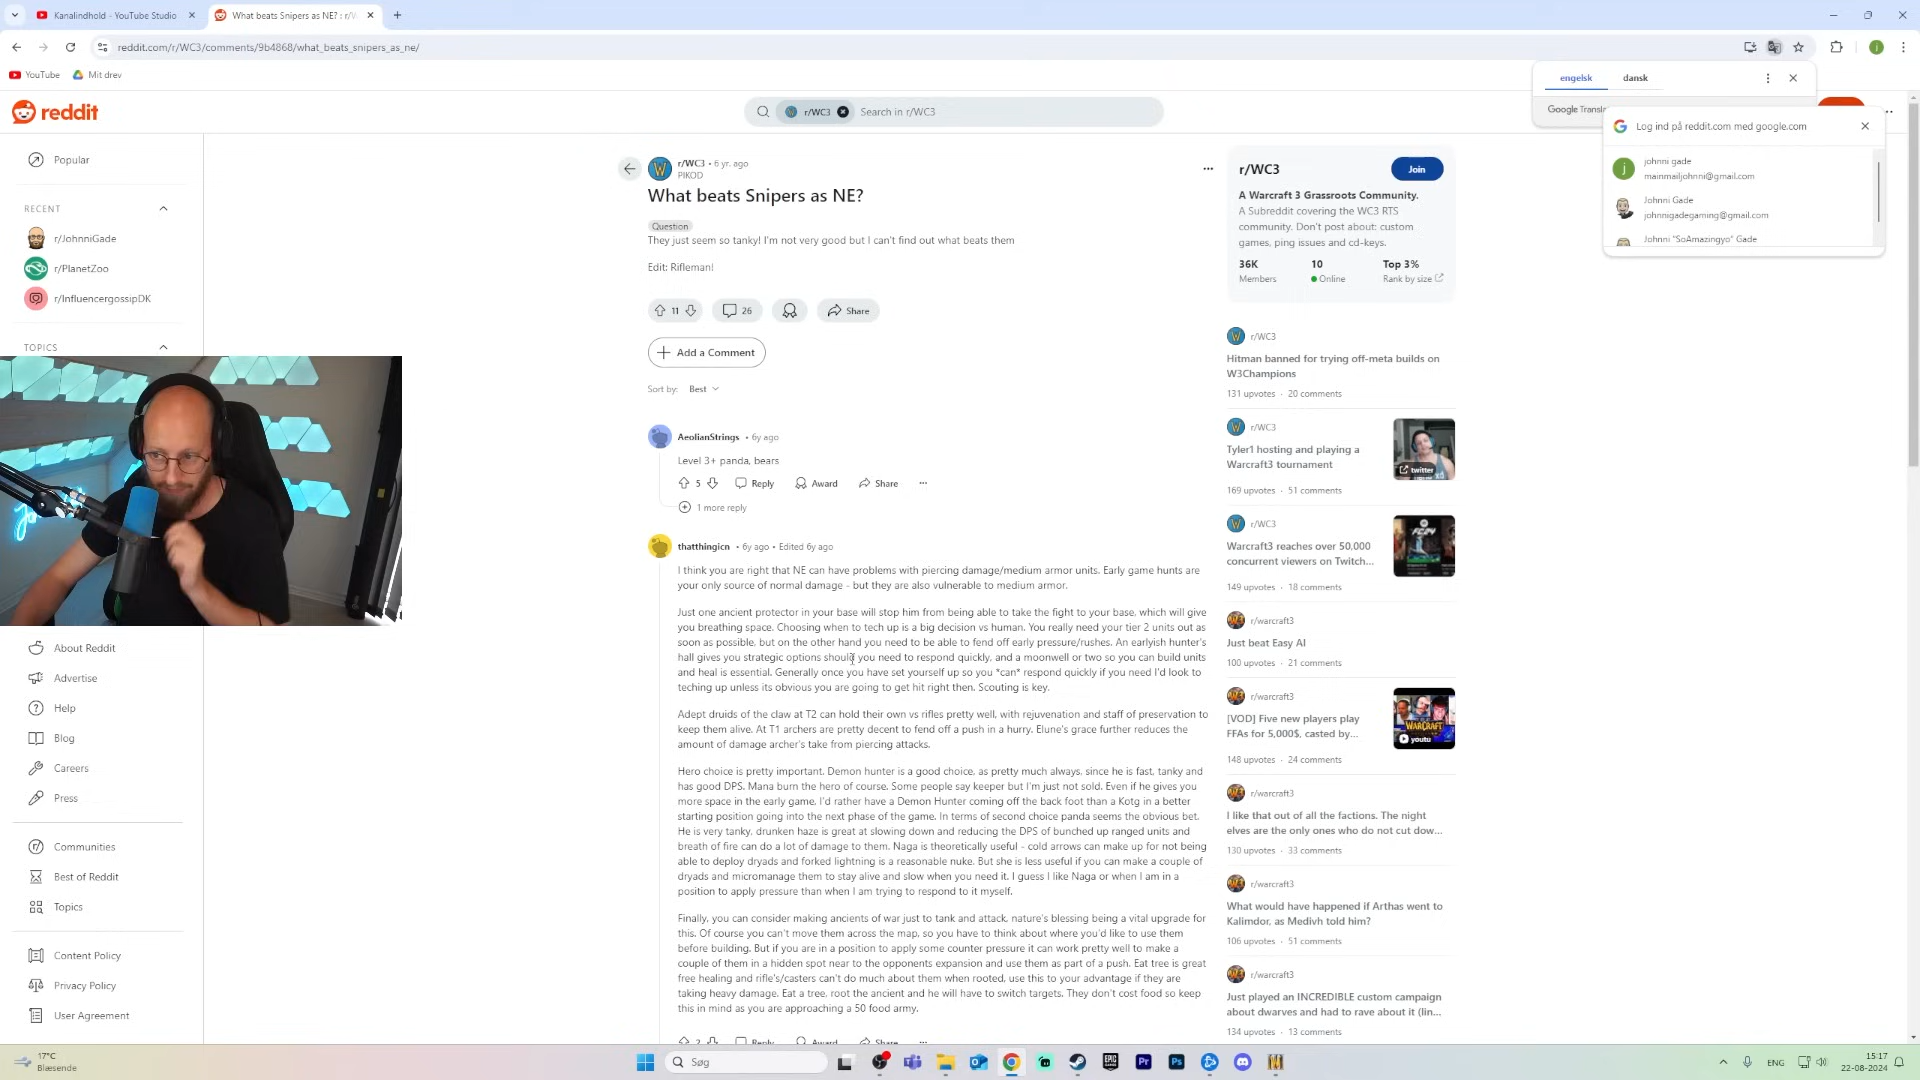 Kanalindhold - YouTube Studio
What beats Snipers as NE? : r/W
reddit.com/r/WC3/comments/9b4868/what_beats_snipers_as_ne/
YouTube
Mit drev
engelsk
dansk
Google Transl
Log ind på reddit.com med google.com
johnni gade
mainmailjohnni@gmail.com
Johnni Gade
johnnigadegaming@gmail.com
Johnni "SoAmazingyo" Gade
reddit
r/WC3
Search in r/WC3
Popular
RECENT
r/JohnniGade
r/PlanetZoo
r/InfluencergossipDK
TOPICS
About Reddit
Advertise
Help
Blog
Careers
Press
Communities
Best of Reddit
Topics
Content Policy
Privacy Policy
User Agreement
r/WC3 • 6 yr. ago
PIKOD
What beats Snipers as NE?
Question
They just seem so tanky! I'm not very good but I can't find out what beats them
Edit: Rifleman!
11
26
Share
Add a Comment
Sort by: Best
AeolianStrings • 6y ago
Level 3+ panda, bears
5 Reply Award Share
1 more reply
thatthingicn • 6y ago • Edited 6y ago
I think you are right that NE can have problems with piercing damage/medium armor units. Early game hunts are
your only source of normal damage - but they are also vulnerable to medium armor.
Just one ancient protector in your base will stop him from being able to take the fight to your base, which will give
you breathing space. Choosing when to tech up is a big decision vs human. You really need your tier 2 units out as
soon as possible, but on the other hand you need to be able to fend off early pressure/rushes. An earlyish hunter's
hall gives you strategic options should you need to respond quickly, and a moonwell or two so you can build units
and heal is essential. Generally once you have set yourself up so you *can* respond quickly if you need I'd look to
teching up unless its obvious you are going to get hit right then. Scouting is key.
Adept druids of the claw at T2 can hold their own vs rifles pretty well, with rejuvenation and staff of preservation to
keep them alive. At T1 archers are pretty decent to fend off a push in a hurry. Elune's grace further reduces the
amount of damage archer's take from piercing attacks.
Hero choice is pretty important. Demon hunter is a good choice, as pretty much always, since he is fast, tanky and
has good DPS. Mana burn the hero of course. Some people say keeper but I'm just not sold. Even if he gives you
more space in the early game, I'd rather have a Demon Hunter coming off the back foot than a Kotg in a better
starting position going into the next phase of the game. In terms of second choice panda seems the obvious bet.
He is very tanky, drunken haze is great at slowing down and reducing the DPS of bunched up ranged units and
breath of fire can do a lot of damage to them. Naga is theoretically useful - cold arrows can make up for not being
able to deploy dryads and forked lightning is a reasonable nuke. But she is less useful if you can make a couple of
dryads and micromanage them to stay alive and slow when you need it. I guess I like Naga or when I am in a
position to apply pressure than when I am trying to respond to it myself.
Finally, you can consider making ancients of war just to tank and attack, nature's blessing being a vital upgrade for
this. Of course you can't move them across the map, so you have to think about where you'd like to use them
before building. But if you are in a position to apply some counter pressure it can work pretty well to make a
couple of them in a hidden spot near to the opponents expansion and use them as part of a push. Eat tree is great
free healing and rifle's/casters can't do much about them when rooted, use this to your advantage if they are
taking heavy damage. Eat a tree, root the ancient and he will have to switch targets. They don't cost food so keep
this in mind as you are approaching a 50 food army.
2 Reply Award Share
r/WC3
Join
A Warcraft 3 Grassroots Community.
A Subreddit covering the WC3 RTS
community. Don't post about: custom
games, ping issues and cd-keys.
36K 10 Top 3%
Members Online Rank by size
r/WC3
Hitman banned for trying off-meta builds on
W3Champions
131 upvotes · 20 comments
r/WC3
Tyler1 hosting and playing a
Warcraft3 tournament
twitter
169 upvotes · 51 comments
r/WC3
Warcraft3 reaches over 50,000
concurrent viewers on Twitch...
149 upvotes · 18 comments
r/warcraft3
Just beat Easy AI
100 upvotes · 21 comments
r/warcraft3
[VOD] Five new players play
FFAs for 5,000$, casted by...
WARCRAFT
youtu
148 upvotes · 24 comments
r/warcraft3
I like that out of all the factions. The night
elves are the only ones who do not cut dow...
130 upvotes · 33 comments
r/warcraft3
What would have happened if Arthas went to
Kalimdor, as Medivh told him?
106 upvotes · 51 comments
r/warcraft3
Just played an INCREDIBLE custom campaign
about dwarves and had to rave about it (lin...
134 upvotes · 13 comments
17°C
Blæsende
Søg
ENG
15:17
22-08-2024